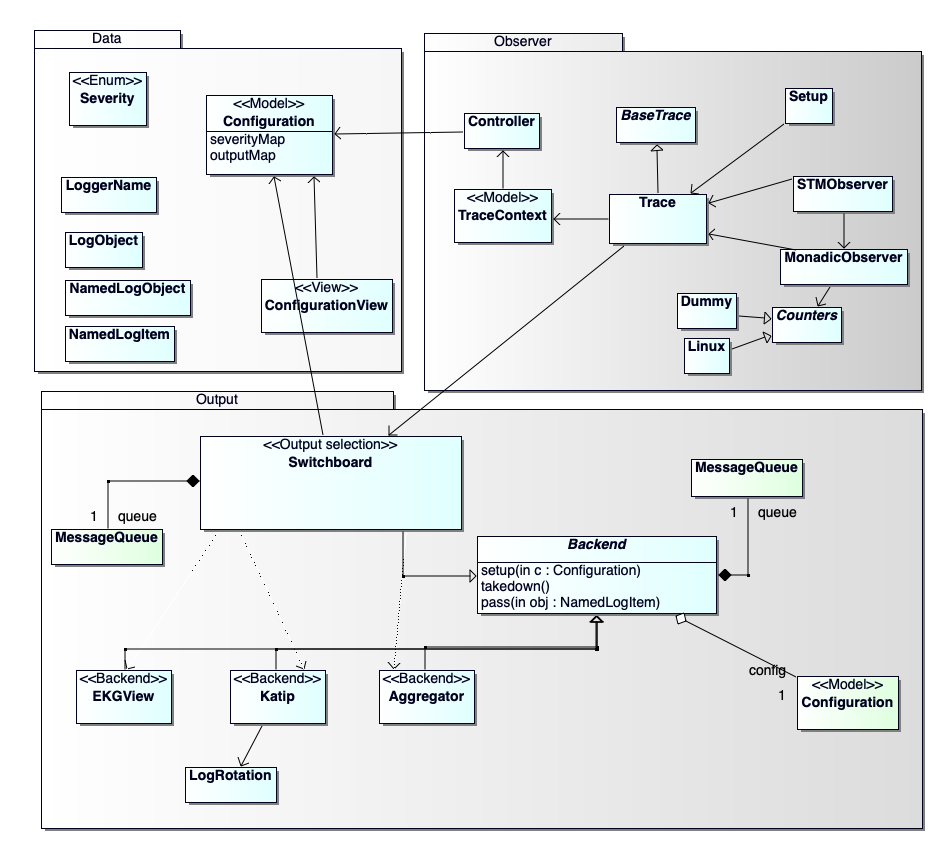 Data
<<Enum>>
Severity
<<Model>>
Configuration
severityMap
outputMap
LoggerName
LogObject
NamedLogObject
NamedLogItem
<<View>>
ConfigurationView
Observer
Controller
BaseTrace
Setup
<<Model>>
TraceContext
Trace
STMObserver
MonadicObserver
Dummy
Counters
Linux
Output
<<Output selection>>
Switchboard
1 queue
MessageQueue
MessageQueue
1 queue
Backend
setup(in c : Configuration)
takedown()
pass(in obj : NamedLogItem)
config
1
<<Model>>
Configuration
<<Backend>>
EKGView
<<Backend>>
Katip
<<Backend>>
Aggregator
LogRotation